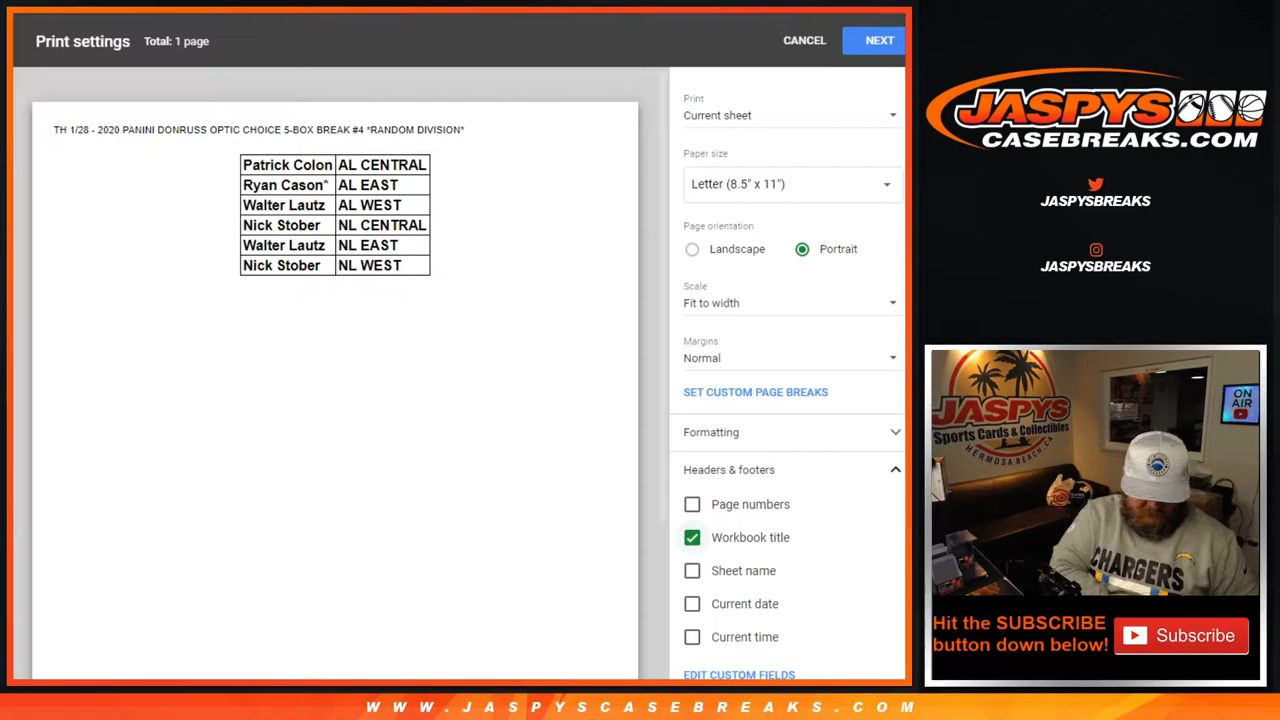 Print settings Total: 1 page CANCEL NEXT
TH 1/28 - 2020 PANINI DONRUSS OPTIC CHOICE 5-BOX BREAK #4 *RANDOM DIVISION*
Patrick Colon AL CENTRAL
Ryan Cason* AL EAST
Walter Lautz AL WEST
Nick Stober NL CENTRAL
Walter Lautz NL EAST
Nick Stober NL WEST
Print
Current sheet
Paper size
Letter (8.5" x 11")
Page orientation
Landscape Portrait
Scale
Fit to width
Margins
Normal
SET CUSTOM PAGE BREAKS
Formatting
Headers & footers
Page numbers
Workbook title
Sheet name
Current date
Current time
EDIT CUSTOM FIELDS
JASPYS
CASEBREAKS.COM
JASPYSBREAKS
JASPYSBREAKS
JASPYS
Sports Cards & Collectibles
HERMOSA BEACH, CA
ON
AIR
CHARGERS
Hit the SUBSCRIBE
button down below!
Subscribe
WWW.JASPYSCASEBREAKS.COM